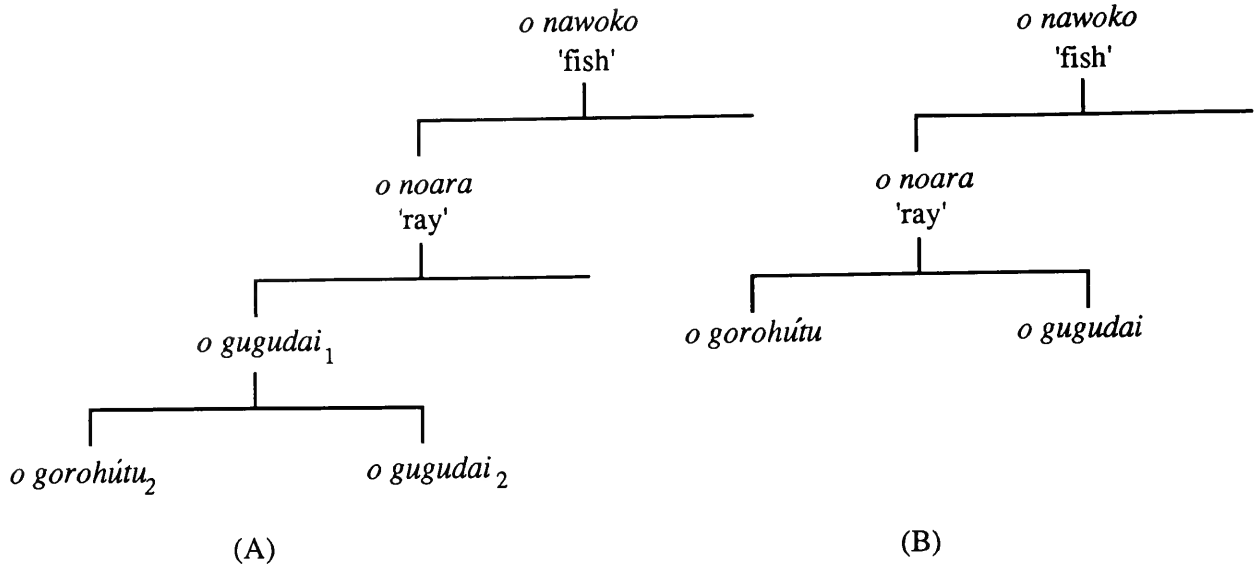 o nawoko
'fish'
o noara
'ray'
o gugudai₁
o gorohútu₂
o gugudai₂
(A)
o nawoko
'fish'
o noara
'ray'
o gorohútu
o gugudai
(B)